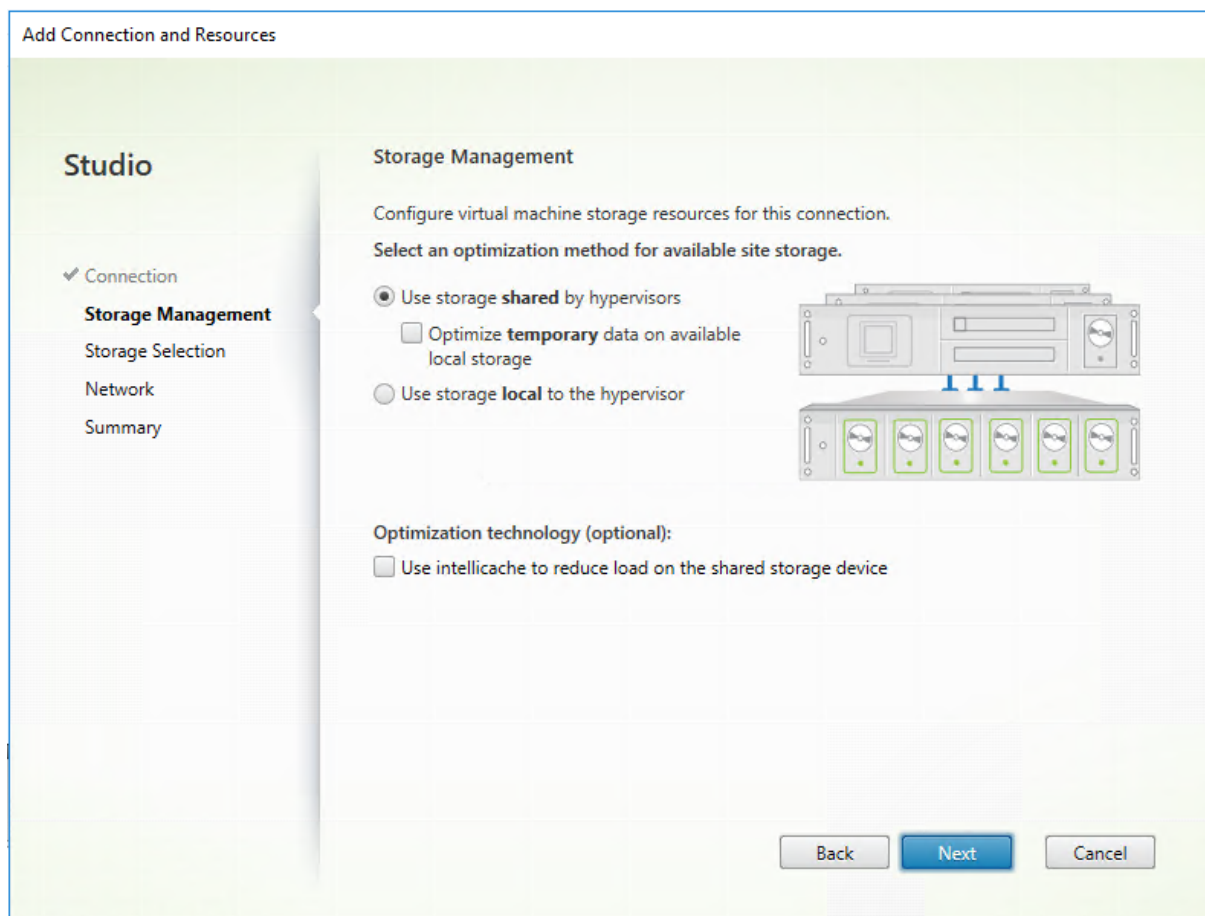 Add Connection and Resources
Studio
Connection
Storage Management
Storage Selection
Network
Summary
Storage Management
Configure virtual machine storage resources for this connection.
Select an optimization method for available site storage.
Use storage shared by hypervisors
Optimize temporary data on available
local storage
Use storage local to the hypervisor
Optimization technology (optional):
Use intellicache to reduce load on the shared storage device
Back
Next
Cancel